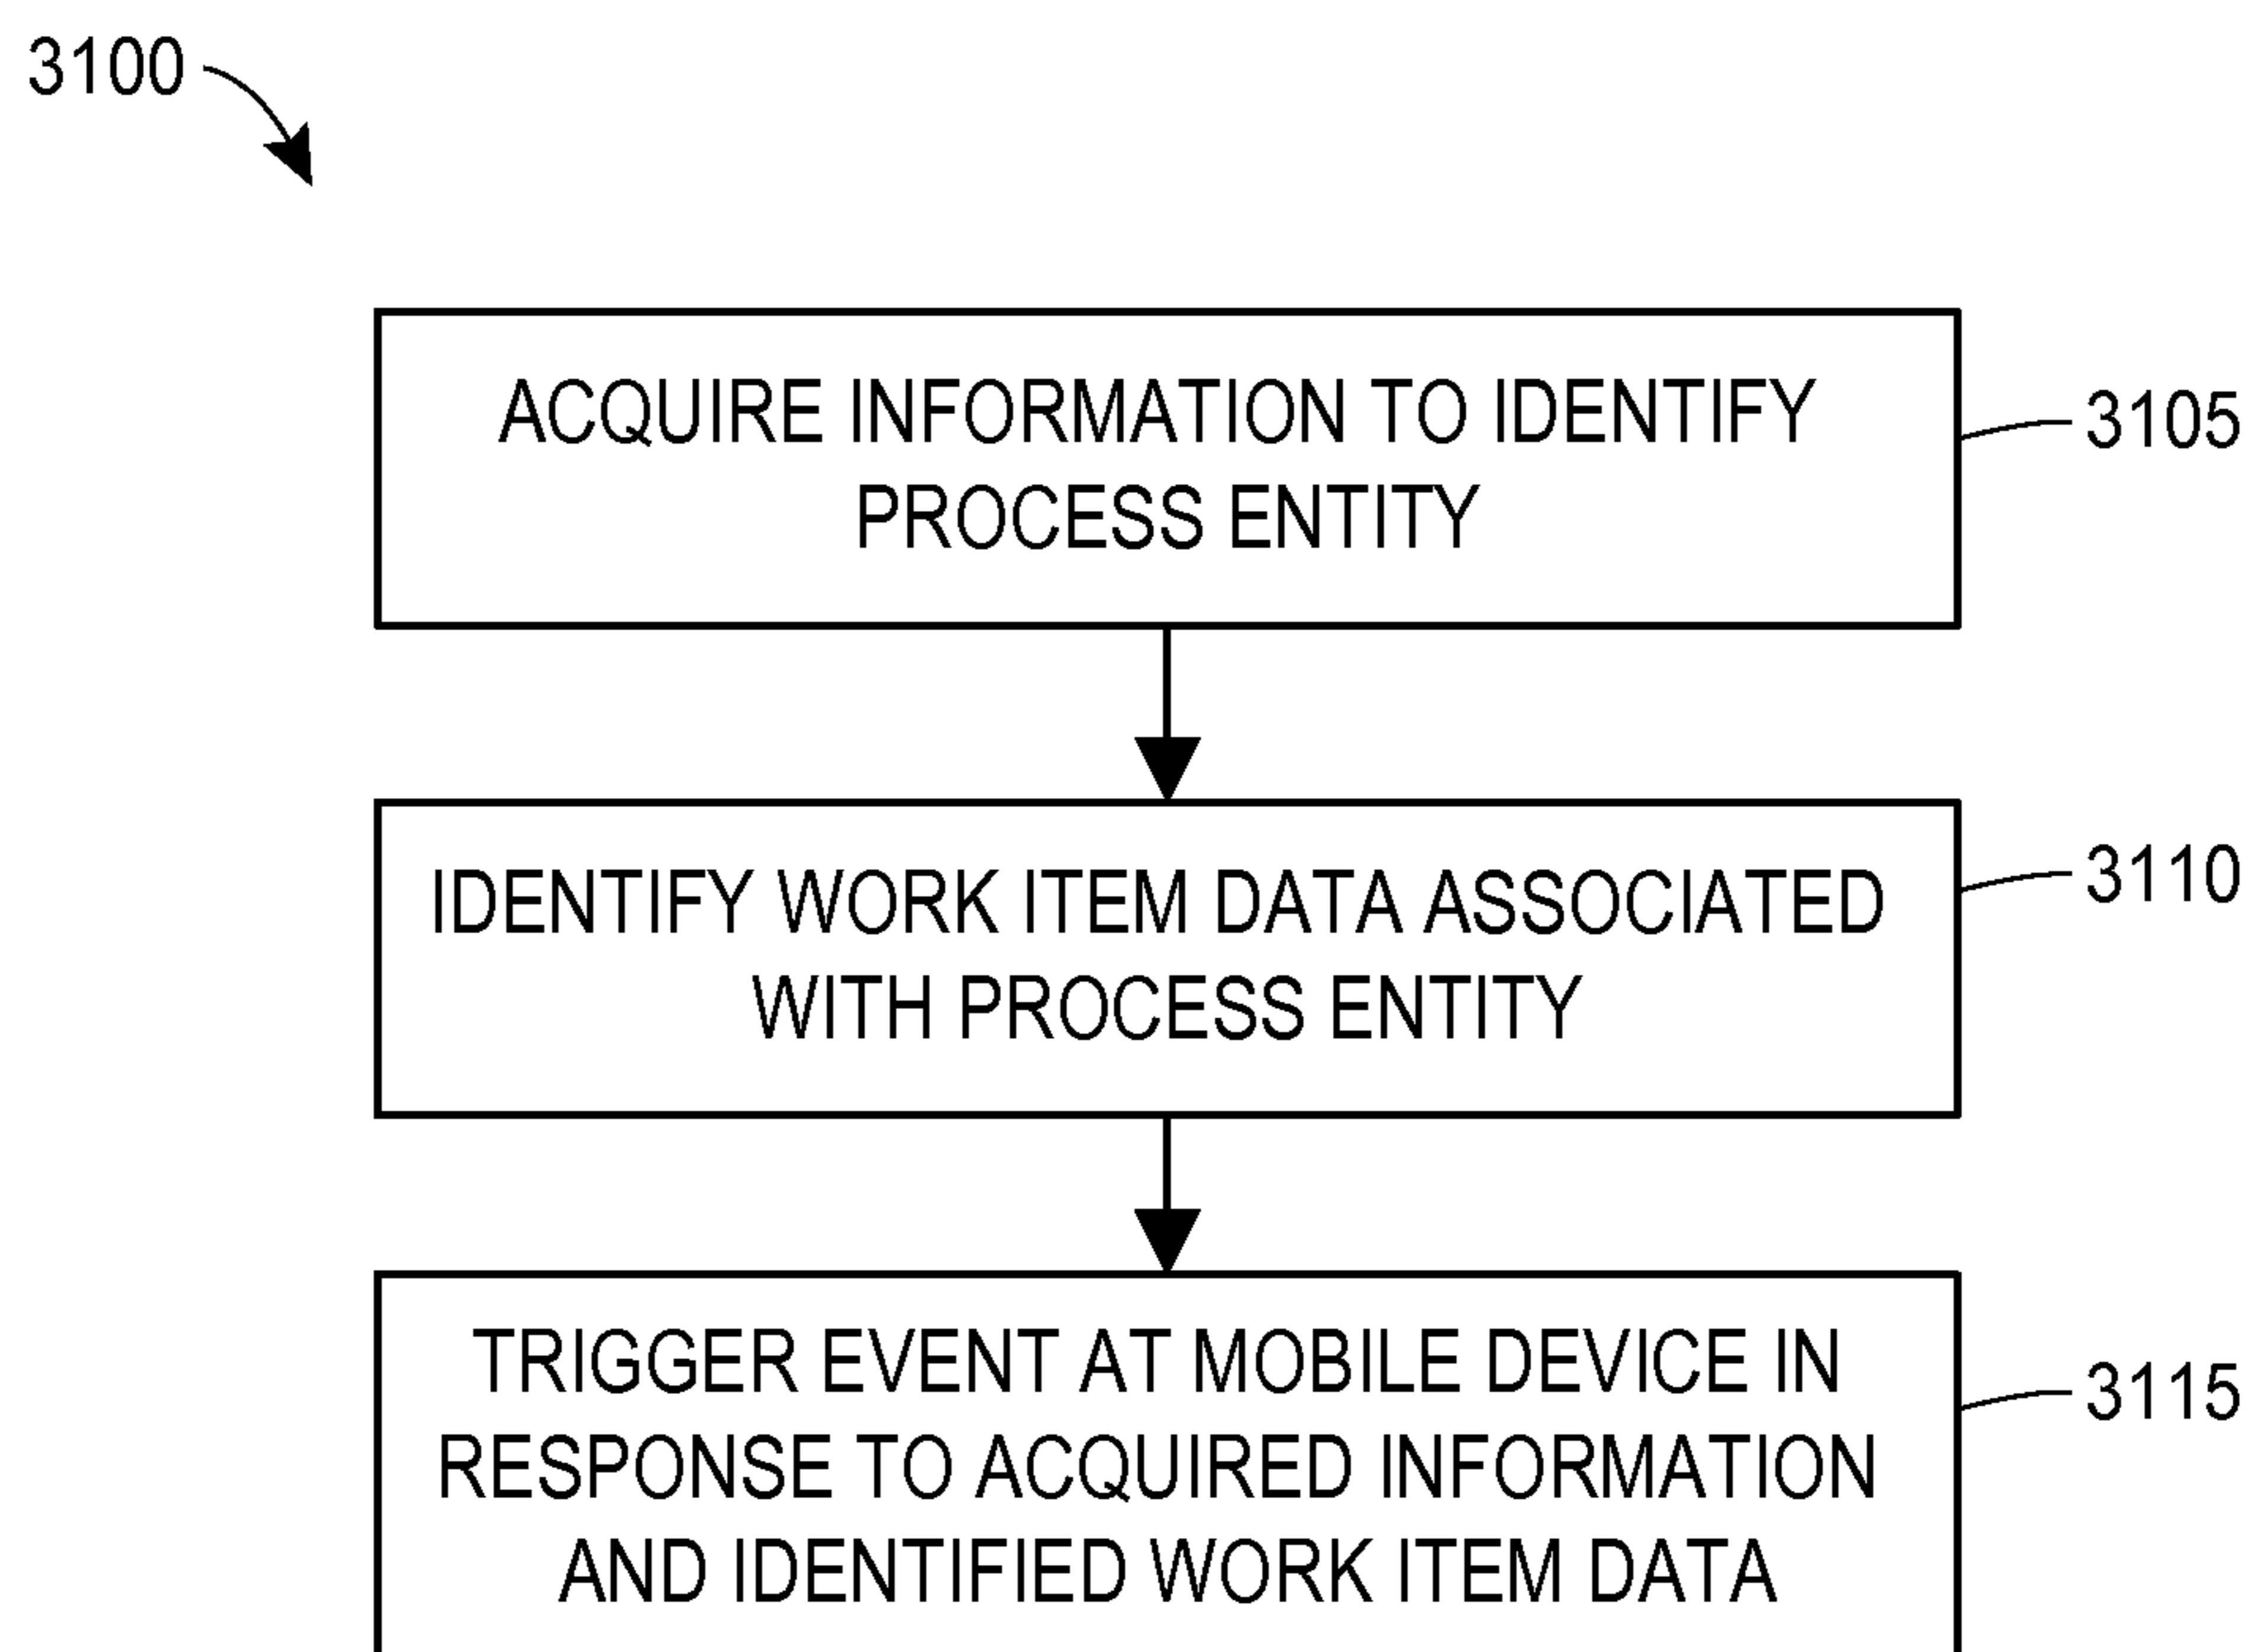 3100
ACQUIRE INFORMATION TO IDENTIFY
PROCESS ENTITY
3105
IDENTIFY WORK ITEM DATA ASSOCIATED
WITH PROCESS ENTITY
3110
TRIGGER EVENT AT MOBILE DEVICE IN
RESPONSE TO ACQUIRED INFORMATION
AND IDENTIFIED WORK ITEM DATA
3115